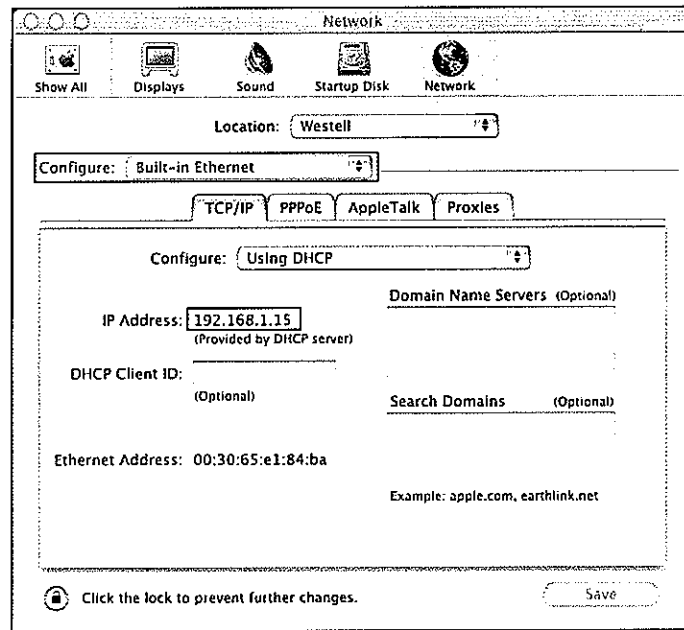 Network
Show All Displays Sound Startup Disk Network
Location: Westell
Configure: Built-in Ethernet
TCP/IP PPPoE AppleTalk Proxies
Configure: Using DHCP
Domain Name Servers (Optional)
IP Address: 192.168.1.15
(Provided by DHCP server)
DHCP Client ID:
(Optional)
Search Domains (Optional)
Ethernet Address: 00:30:65:e1:84:ba
Example: apple.com, earthlink.net
Click the lock to prevent further changes.
Save